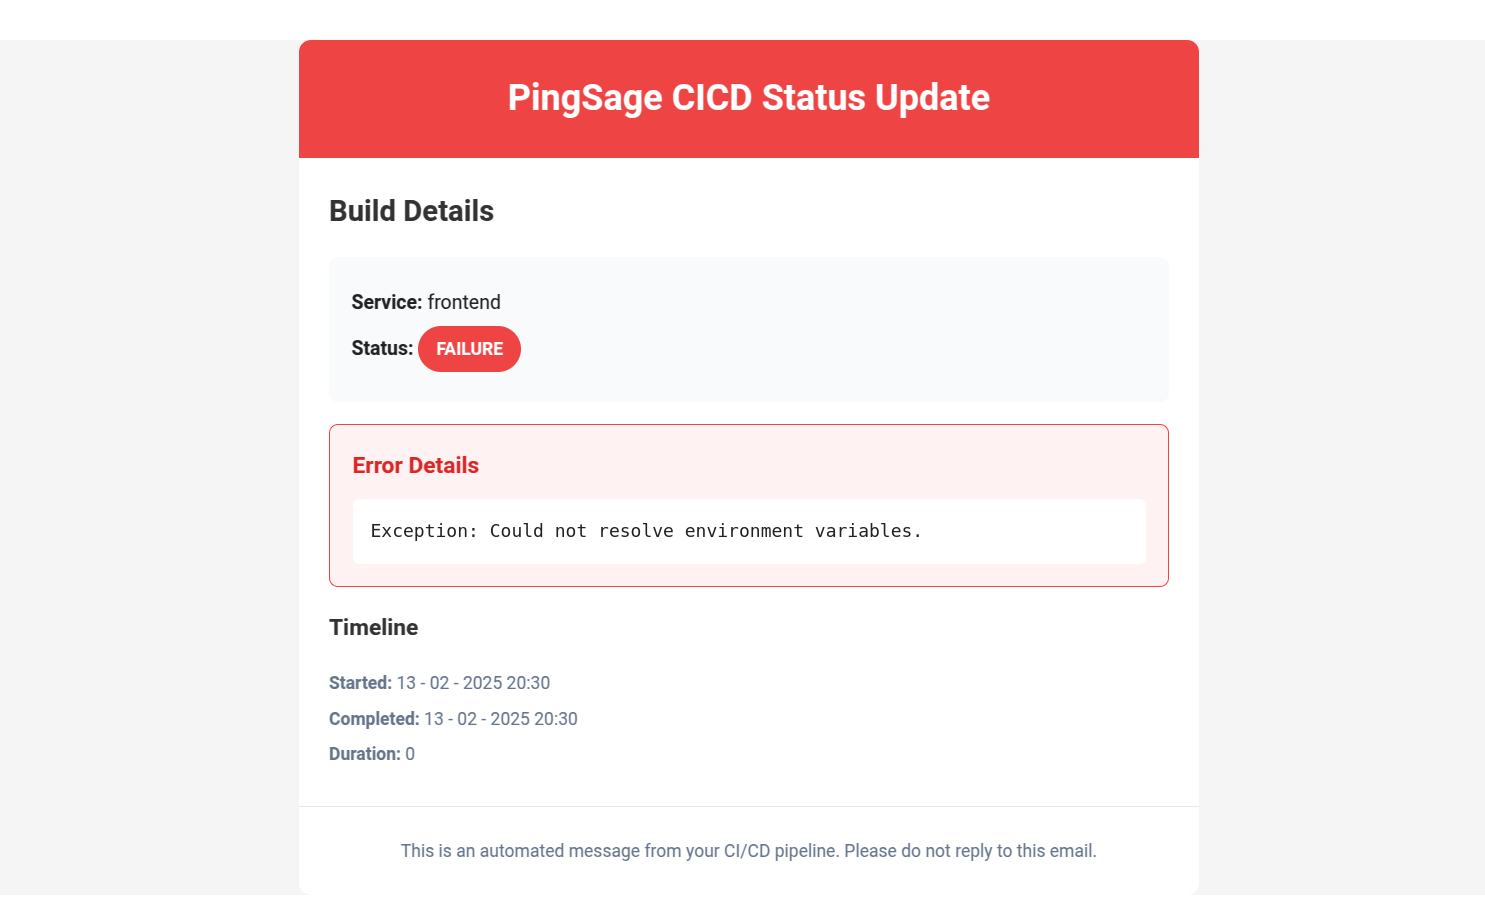 PingSage CICD Status Update
Build Details
Service: frontend
Status: FAILURE
Error Details
Exception: Could not resolve environment variables.
Timeline
Started: 13 - 02 - 2025 20:30
Completed: 13 - 02 - 2025 20:30
Duration: 0
This is an automated message from your CI/CD pipeline. Please do not reply to this email.